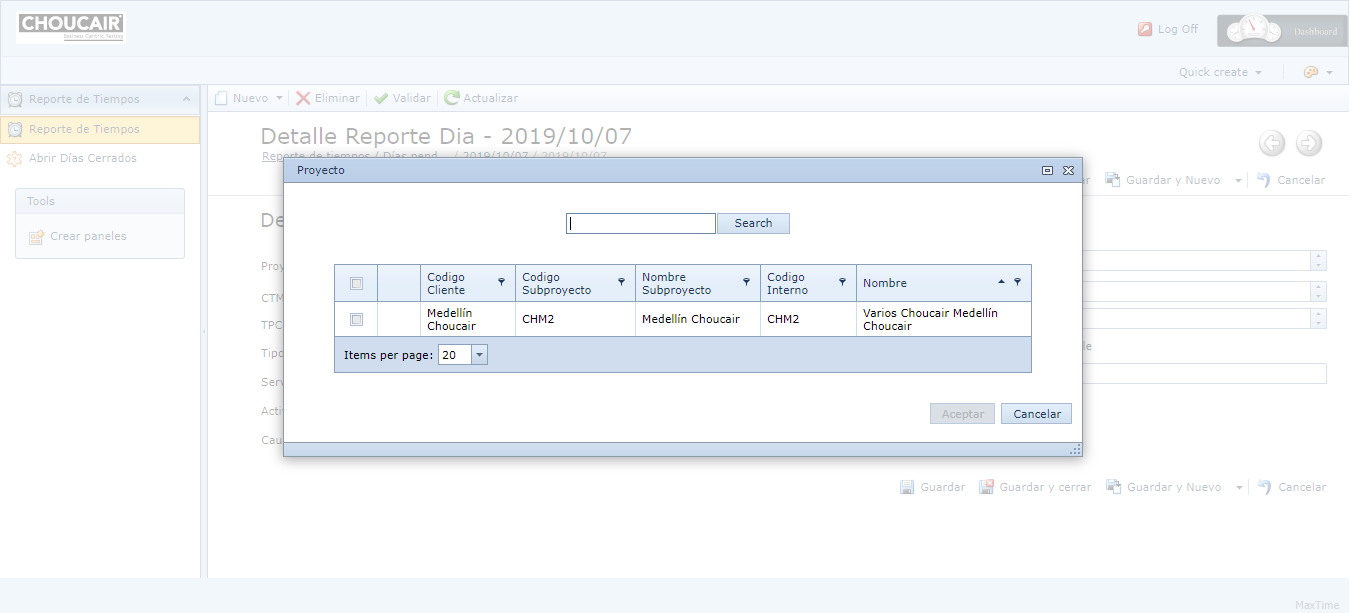 CHOUCAIR
Business Centric Testing
Log Off
Dashboard
Quick create
Reporte de Tiempos
Reporte de Tiempos
Abrir Días Cerrados
Tools
Crear paneles
Nuevo
Eliminar
Validar
Actualizar
Detalle Reporte Dia - 2019/10/07
Reporte de tiempos / Días pend... / 2019/10/07 / 2019/10/07
Guardar y Nuevo
Cancelar
De
Proy
CTM
TPC
Tipo
Serv
Acti
Cau
Proyecto
Search
Codigo Cliente
Codigo Subproyecto
Nombre Subproyecto
Codigo Interno
Nombre
Medellín Choucair
CHM2
Medellín Choucair
CHM2
Varios Choucair Medellín Choucair
Items per page: 20
Aceptar
Cancelar
Guardar
Guardar y cerrar
Guardar y Nuevo
Cancelar
MaxTime